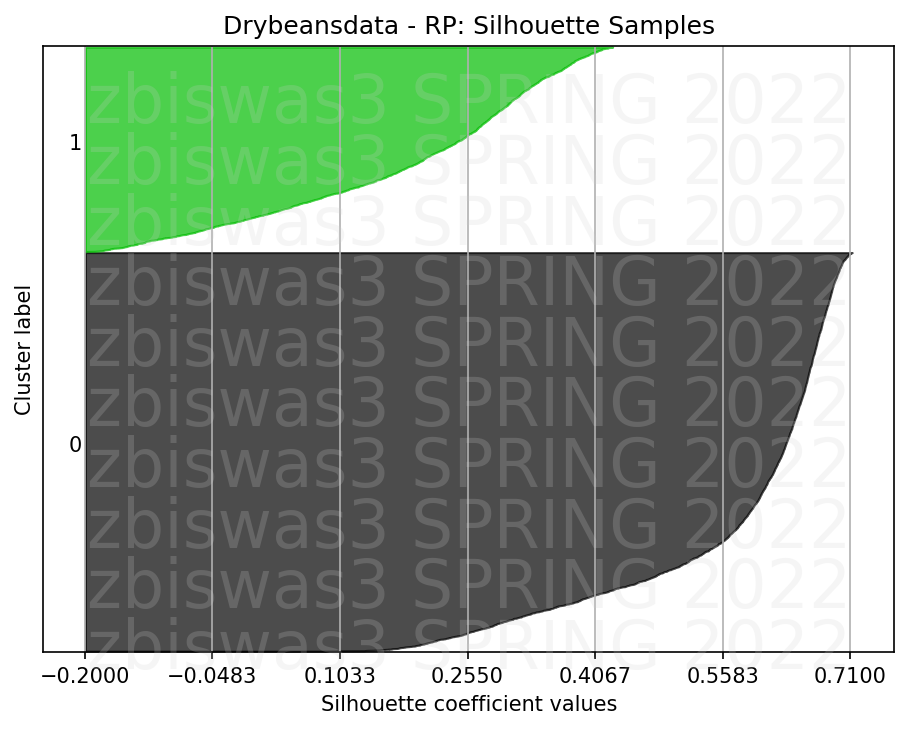 Drybeansdata - RP: Silhouette Samples
zbiswas3 SPRING 2022
zbiswas3 SPRING 2022
1
zbiswas3 SPRING 2022
zbiswas3 SPRING 2022
zbiswas3 SPRING 2022
zbiswas3 SPRING 2022
Cluster label
zbiswas3 SPRING 2022
0
zbiswas3 SPRING 2022
zbiswas3 SPRING 2022
zbiswas3 SPRING 2022
−0.2000 −0.0483 0.1033 0.2550 0.4067 0.5583 0.7100
Silhouette coefficient values